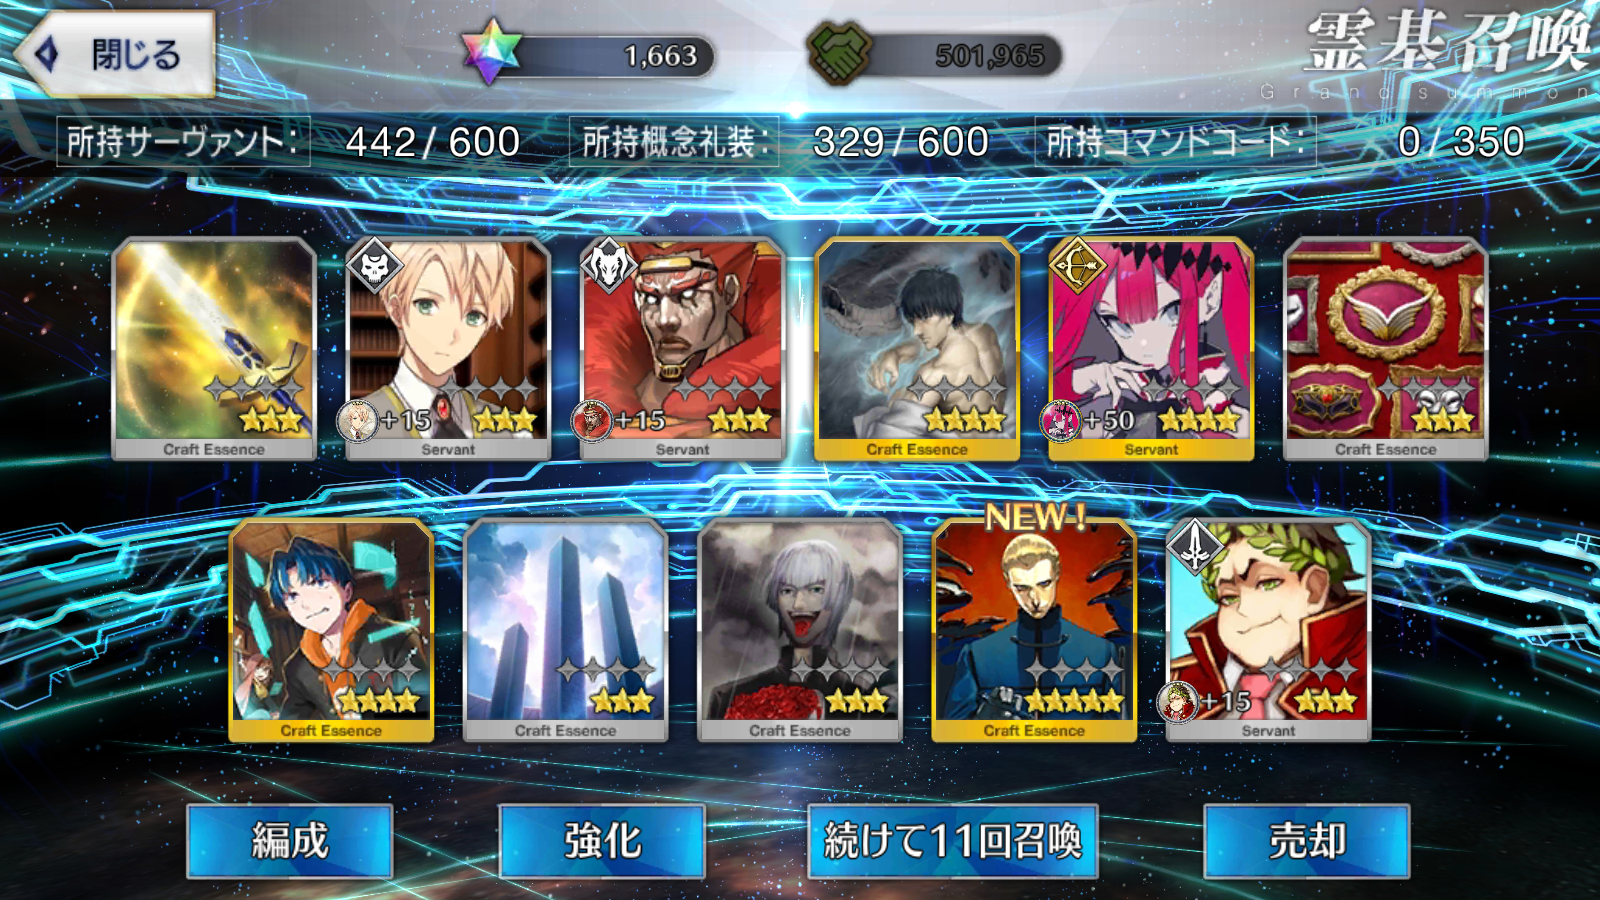 閉じる
1,663
501,965
霊基召喚
Grand summon
所持サーヴァント: 442/600
所持概念礼装: 329/600
所持コマンドコード: 0/350
Craft Essence
+15
Servant
+15
Servant
Craft Essence
+50
Servant
Craft Essence
NEW!
Craft Essence
Craft Essence
Craft Essence
Craft Essence
+15
Servant
編成
強化
続けて11回召喚
売却